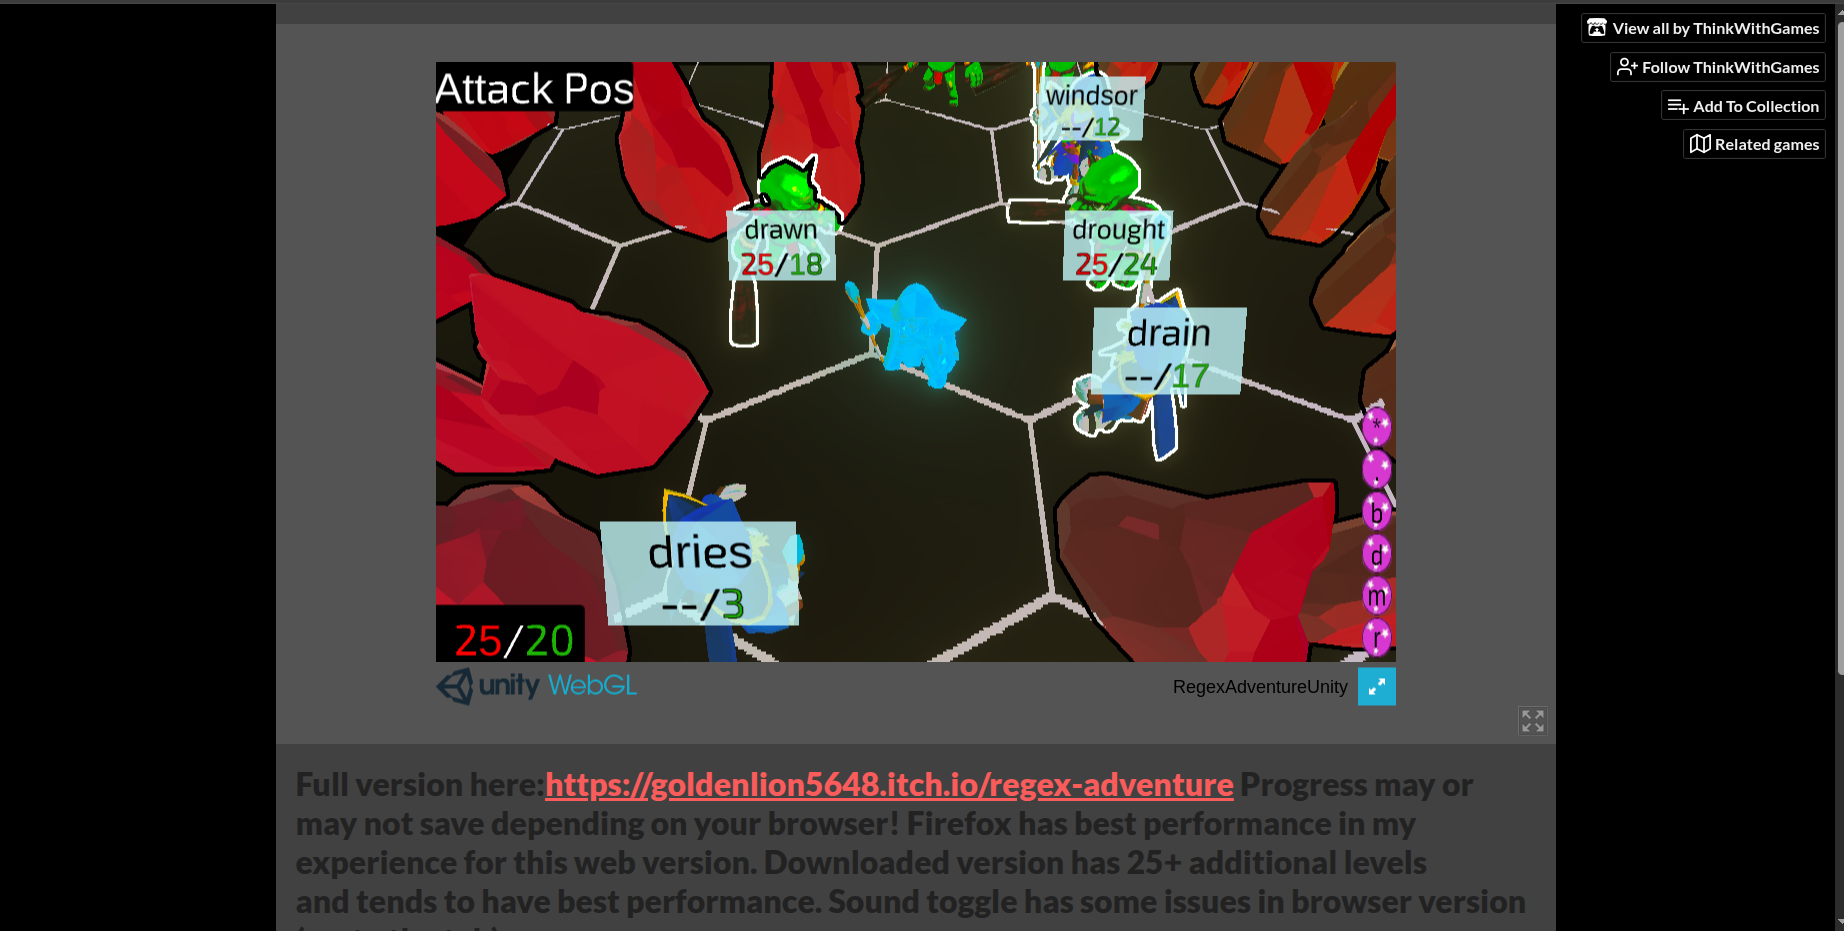 View all by ThinkWithGames
Follow ThinkWithGames
Add To Collection
Related games
Attack Pos
windsor
--/12
drawn
25/18
drought
25/24
drain
--/17
dries
--/3
*
.
b
d
m
r
25/20
unity WebGL
RegexAdventureUnity
Full version here:https://goldenlion5648.itch.io/regex-adventure Progress may or
may not save depending on your browser! Firefox has best performance in my
experience for this web version. Downloaded version has 25+ additional levels
and tends to have best performance. Sound toggle has some issues in browser version